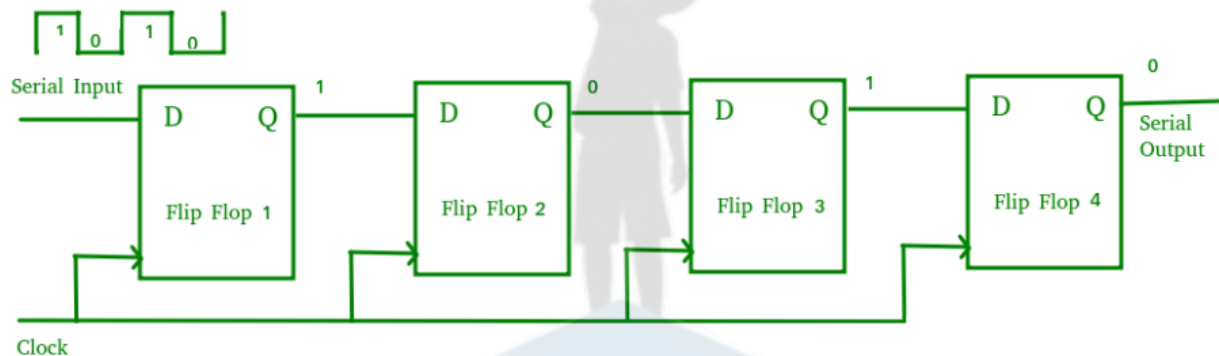 1 0 1 0
Serial Input
1
0
1
0
D Q
D Q
D Q
D Q
Serial
Output
Flip Flop 1
Flip Flop 2
Flip Flop 3
Flip Flop 4
Clock